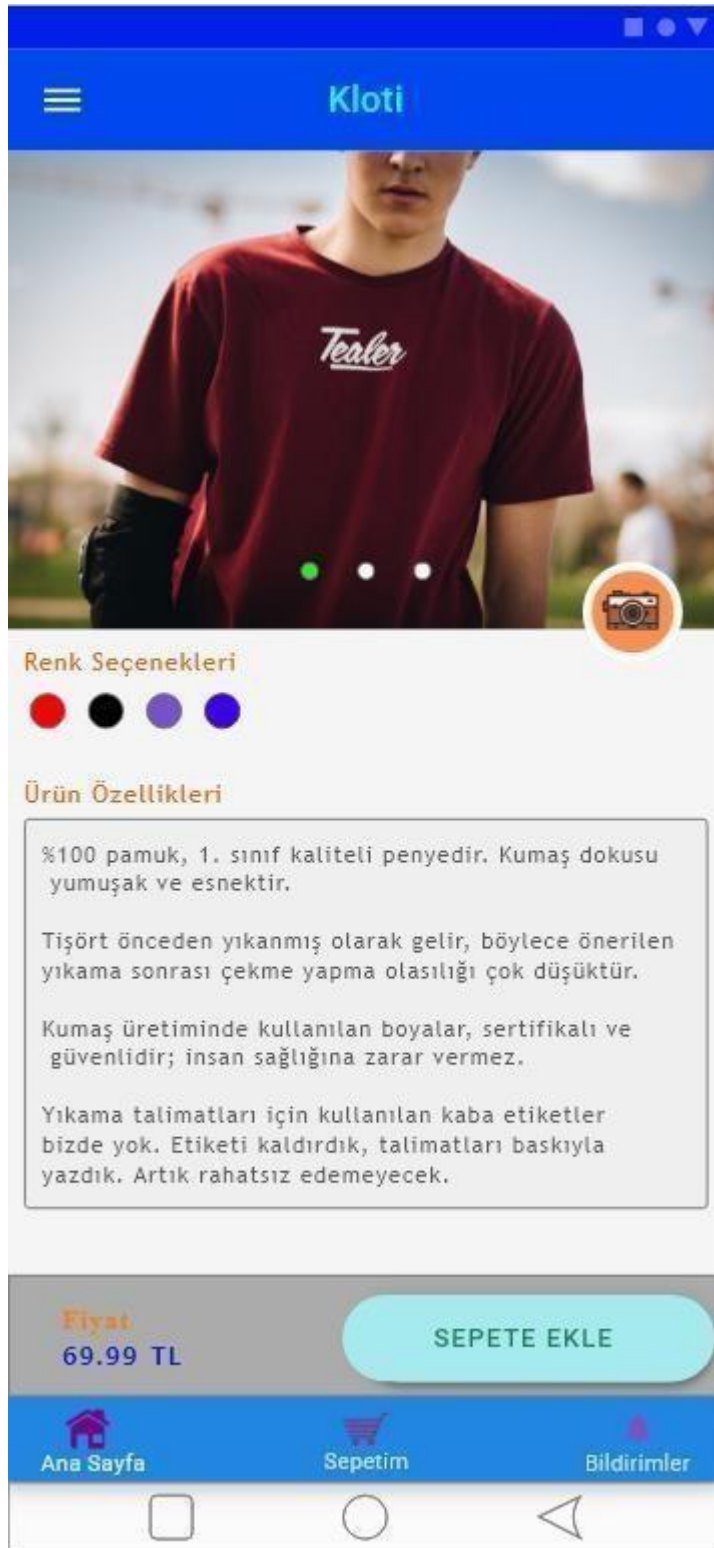 Kloti
Tealer
Renk Seçenekleri
Ürün Özellikleri
%100 pamuk, 1. sınıf kaliteli penyedir. Kumaş dokusu
yumuşak ve esnektir.
Tişört önceden yıkanmış olarak gelir, böylece önerilen
yıkama sonrası çekme yapma olasılığı çok düşüktür.
Kumaş üretiminde kullanılan boyalar, sertifikalı ve
güvenlidir; insan sağlığına zarar vermez.
Yıkama talimatları için kullanılan kaba etiketler
bizde yok. Etiketi kaldırdık, talimatları baskıyla
yazdık. Artık rahatsız edemeyecek.
Fiyat
69.99 TL
SEPETE EKLE
Ana Sayfa
Sepetim
Bildirimler